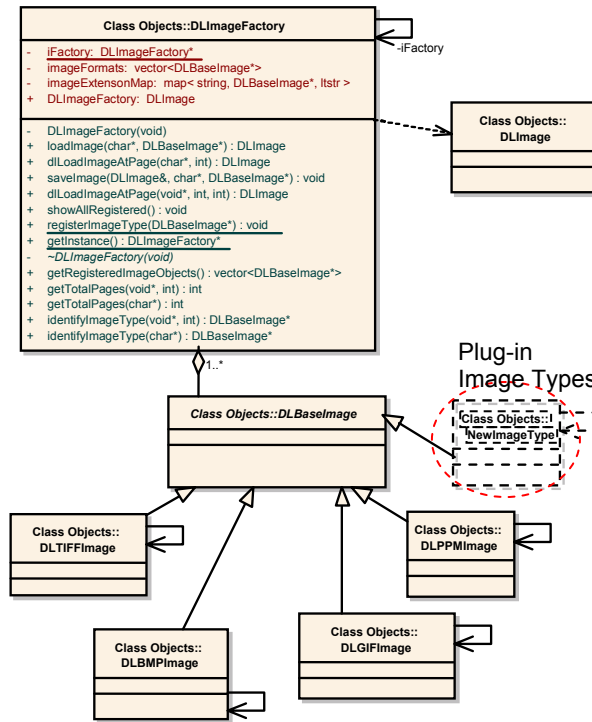 Class Objects::DLImageFactory
- iFactory: DLImageFactory*
- imageFormats: vector<DLBaseImage*>
- imageExtensonMap: map< string, DLBaseImage*, ltstr >
+ DLImageFactory: DLImage
- DLImageFactory(void)
+ loadImage(char*, DLBaseImage*) : DLImage
+ dlLoadImageAtPage(char*, int) : DLImage
+ saveImage(DLImage&, char*, DLBaseImage*) : void
+ dlLoadImageAtPage(void*, int, int) : DLImage
+ showAllRegistered() : void
+ registerImageType(DLBaseImage*) : void
+ getInstance() : DLImageFactory*
- ~DLImageFactory(void)
+ getRegisteredImageObjects() : vector<DLBaseImage*>
+ getTotalPages(void*, int) : int
+ getTotalPages(char*) : int
+ identifyImageType(void*, int) : DLBaseImage*
+ identifyImageType(char*) : DLBaseImage*
-iFactory
Class Objects::
DLImage
1..*
Class Objects::DLBaseImage
Plug-in
Image Types
Class Objects::
NewImageType
Class Objects::
DLTIFFImage
Class Objects::
DLPPMImage
Class Objects::
DLBMPImage
Class Objects::
DLGIFImage